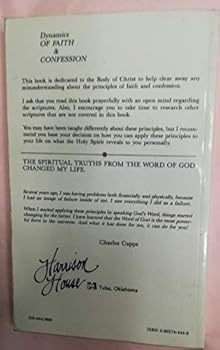 Dynamics
OF FAITH
&
CONFESSION
This book is dedicated to the Body of Christ to help clear away any
misunderstanding about the principles of faith and confession.
I ask that you read this book prayerfully with an open mind regarding
the scriptures. Also, I encourage you to take time to research other
scriptures that are not covered in this book.
You may have been taught differently about these principles, but I recom-
mend you base your decision on how you can apply these principles to
your life on what the Holy Spirit reveals to you personally.
THE SPIRITUAL TRUTHS FROM THE WORD OF GOD
CHANGED MY LIFE.
Several years ago, I was having problems both financially and physically, because
I had an image of failure inside of me. I saw everything I did as a failure.
When I started applying these principles by speaking God's Word, things started
changing for the better. I have learned that the Word of God is the most power-
ful force in the universe. And what it has done for me, it can do for you!
Charles Capps
Harrison
House
Tulsa, Oklahoma
ISBN 0-89274-444-8